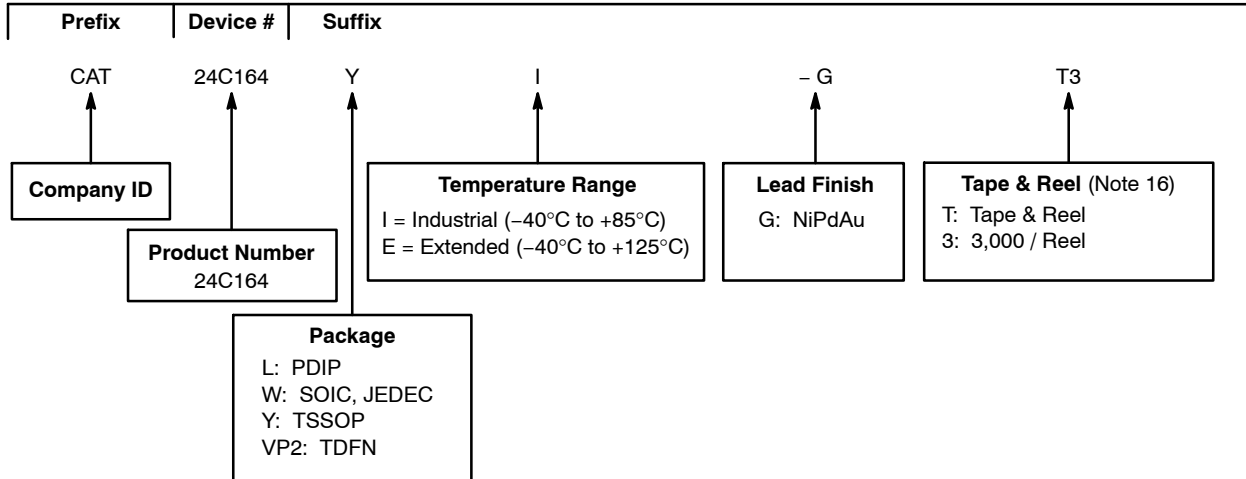 Prefix Device # Suffix
CAT 24C164 Y I – G T3
Company ID
Product Number
24C164
Package
L: PDIP
W: SOIC, JEDEC
Y: TSSOP
VP2: TDFN
Temperature Range
I = Industrial (−40°C to +85°C)
E = Extended (−40°C to +125°C)
Lead Finish
G: NiPdAu
Tape & Reel (Note 16)
T: Tape & Reel
3: 3,000 / Reel